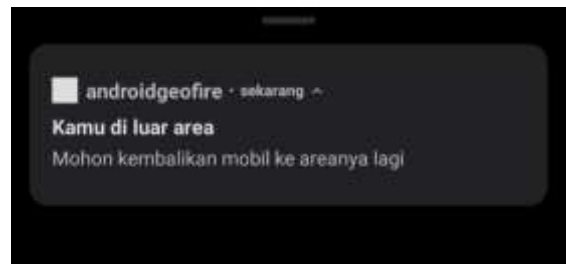 androidgeofire · sekarang
Kamu di luar area
Mohon kembalikan mobil ke areanya lagi